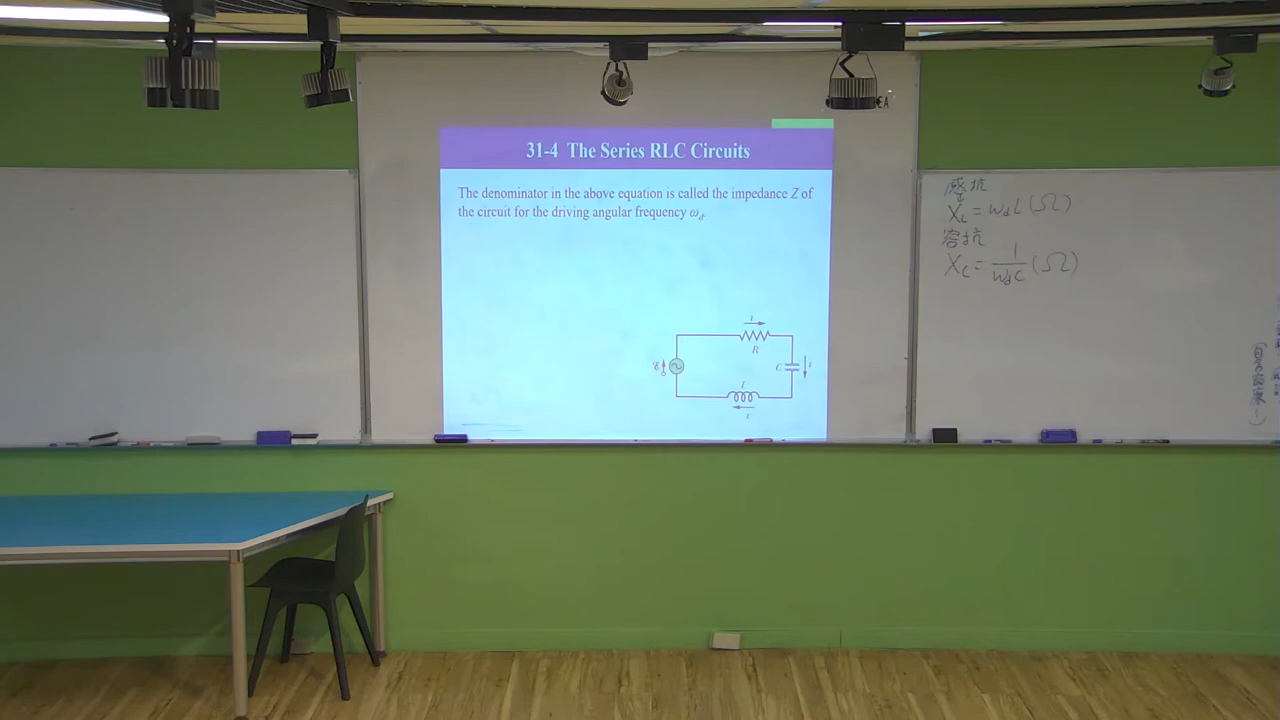 31-4 The Series RLC Circuits
The denominator in the above equation is called the impedance Z of
the circuit for the driving angular frequency ω_d
i
R
C
i
L
i
感抗
X_L = ω_d L (Ω)
容抗
X_C = 1/(ω_d C) (Ω)